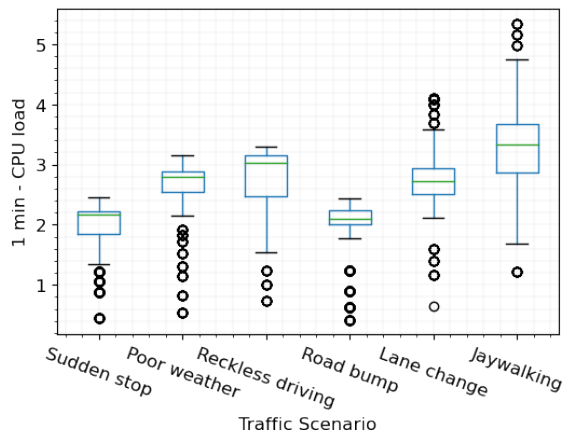 5
4
3
2
1
1 min - CPU load
Sudden stop
Poor weather
Reckless driving
Road bump
Lane change
Jaywalking
Traffic Scenario